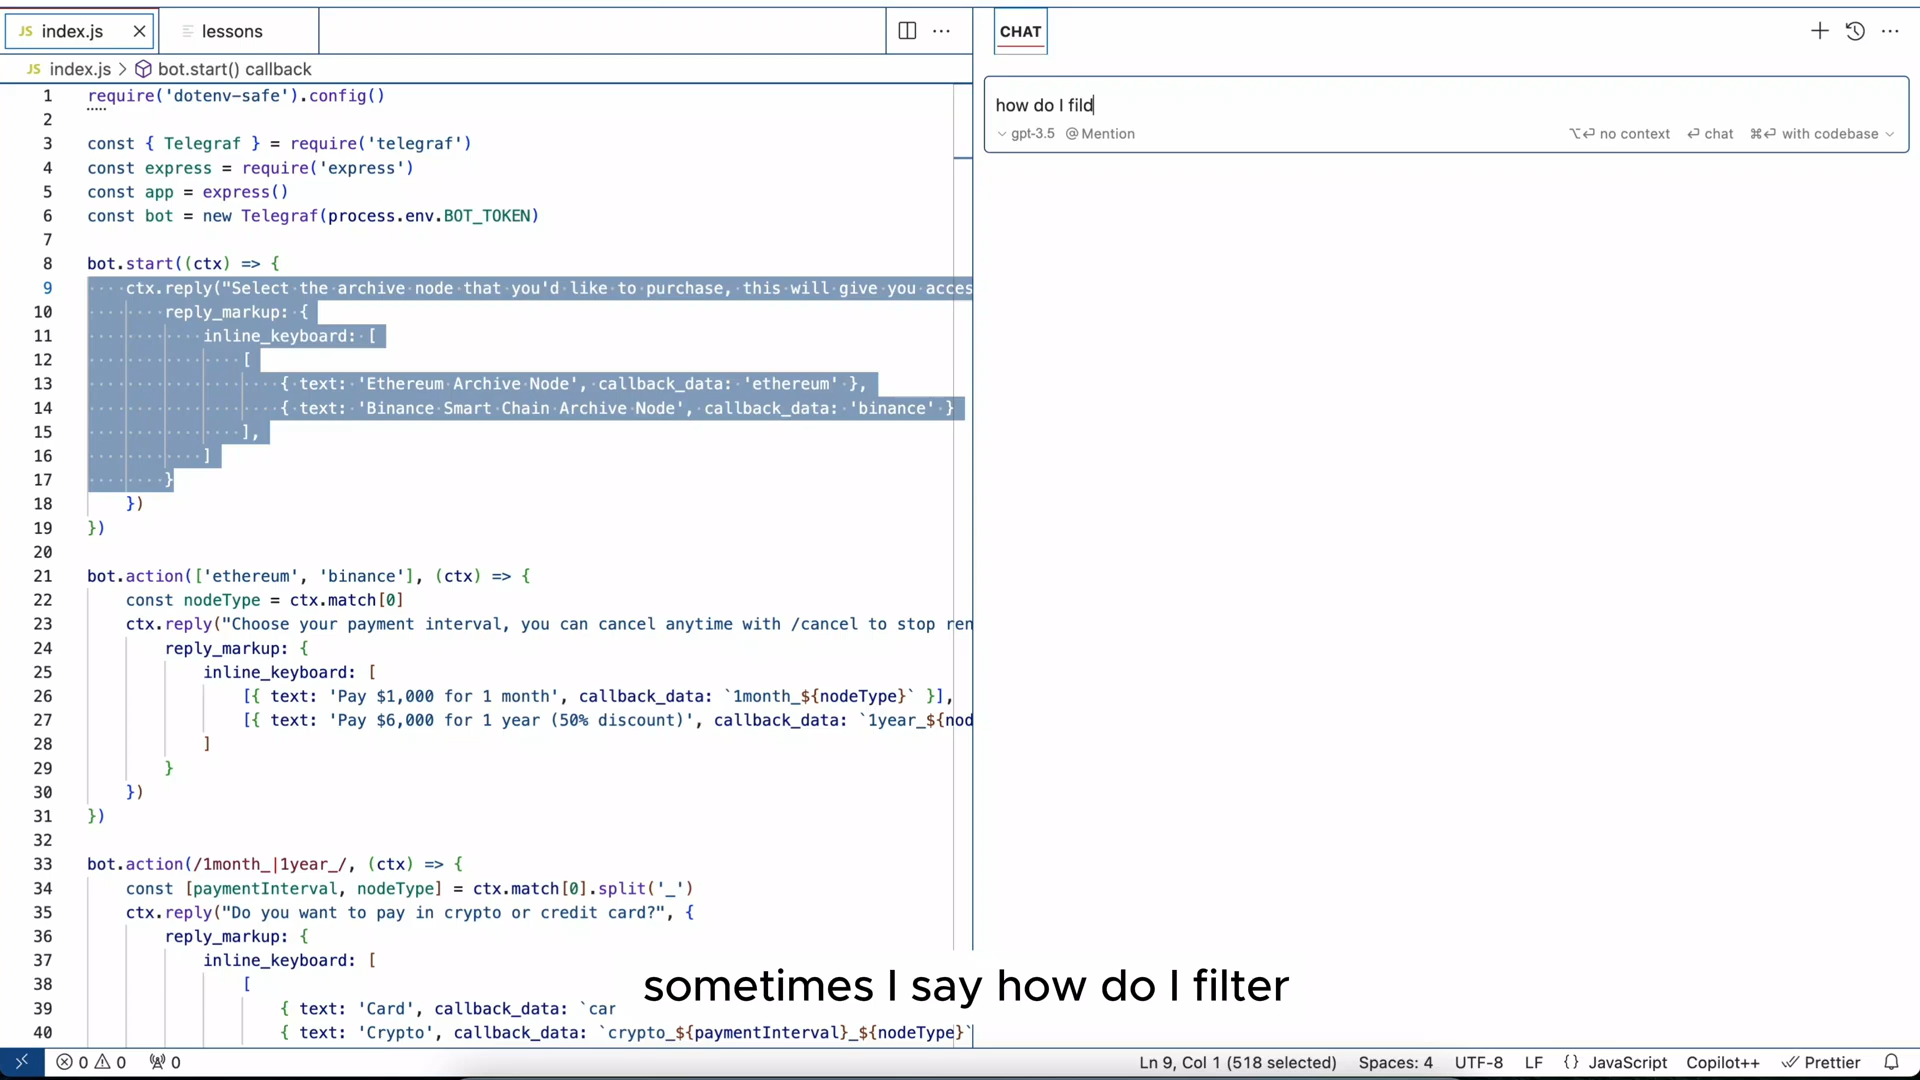 JS index.js
lessons
JS index.js > bot.start() callback
1 require('dotenv-safe').config()
2
3 const { Telegraf } = require('telegraf')
4 const express = require('express')
5 const app = express()
6 const bot = new Telegraf(process.env.BOT_TOKEN)
7
8 bot.start((ctx) => {
9 ctx.reply("Select the archive node that you'd like to purchase, this will give you acces
10 reply_markup: {
11 inline_keyboard: [
12 [
13 { text: 'Ethereum Archive Node', callback_data: 'ethereum' },
14 { text: 'Binance Smart Chain Archive Node', callback_data: 'binance' }
15 ],
16 ]
17 }
18 })
19 })
20
21 bot.action(['ethereum', 'binance'], (ctx) => {
22 const nodeType = ctx.match[0]
23 ctx.reply("Choose your payment interval, you can cancel anytime with /cancel to stop ren
24 reply_markup: {
25 inline_keyboard: [
26 [{ text: 'Pay $1,000 for 1 month', callback_data: `1month_${nodeType}` }],
27 [{ text: 'Pay $6,000 for 1 year (50% discount)', callback_data: `1year_${nod
28 ]
29 }
30 })
31 })
32
33 bot.action(/1month_|1year_/, (ctx) => {
34 const [paymentInterval, nodeType] = ctx.match[0].split('_')
35 ctx.reply("Do you want to pay in crypto or credit card?", {
36 reply_markup: {
37 inline_keyboard: [
38 [
39 { text: 'Card', callback_data: `car
40 { text: 'Crypto', callback_data: `crypto_${paymentInterval}_${nodeType}`
CHAT
how do I fild
gpt-3.5 @ Mention
⌥⏎ no context ⏎ chat ⌘⏎ with codebase
sometimes I say how do I filter
0 0 0
Ln 9, Col 1 (518 selected) Spaces: 4 UTF-8 LF {} JavaScript Copilot++ Prettier